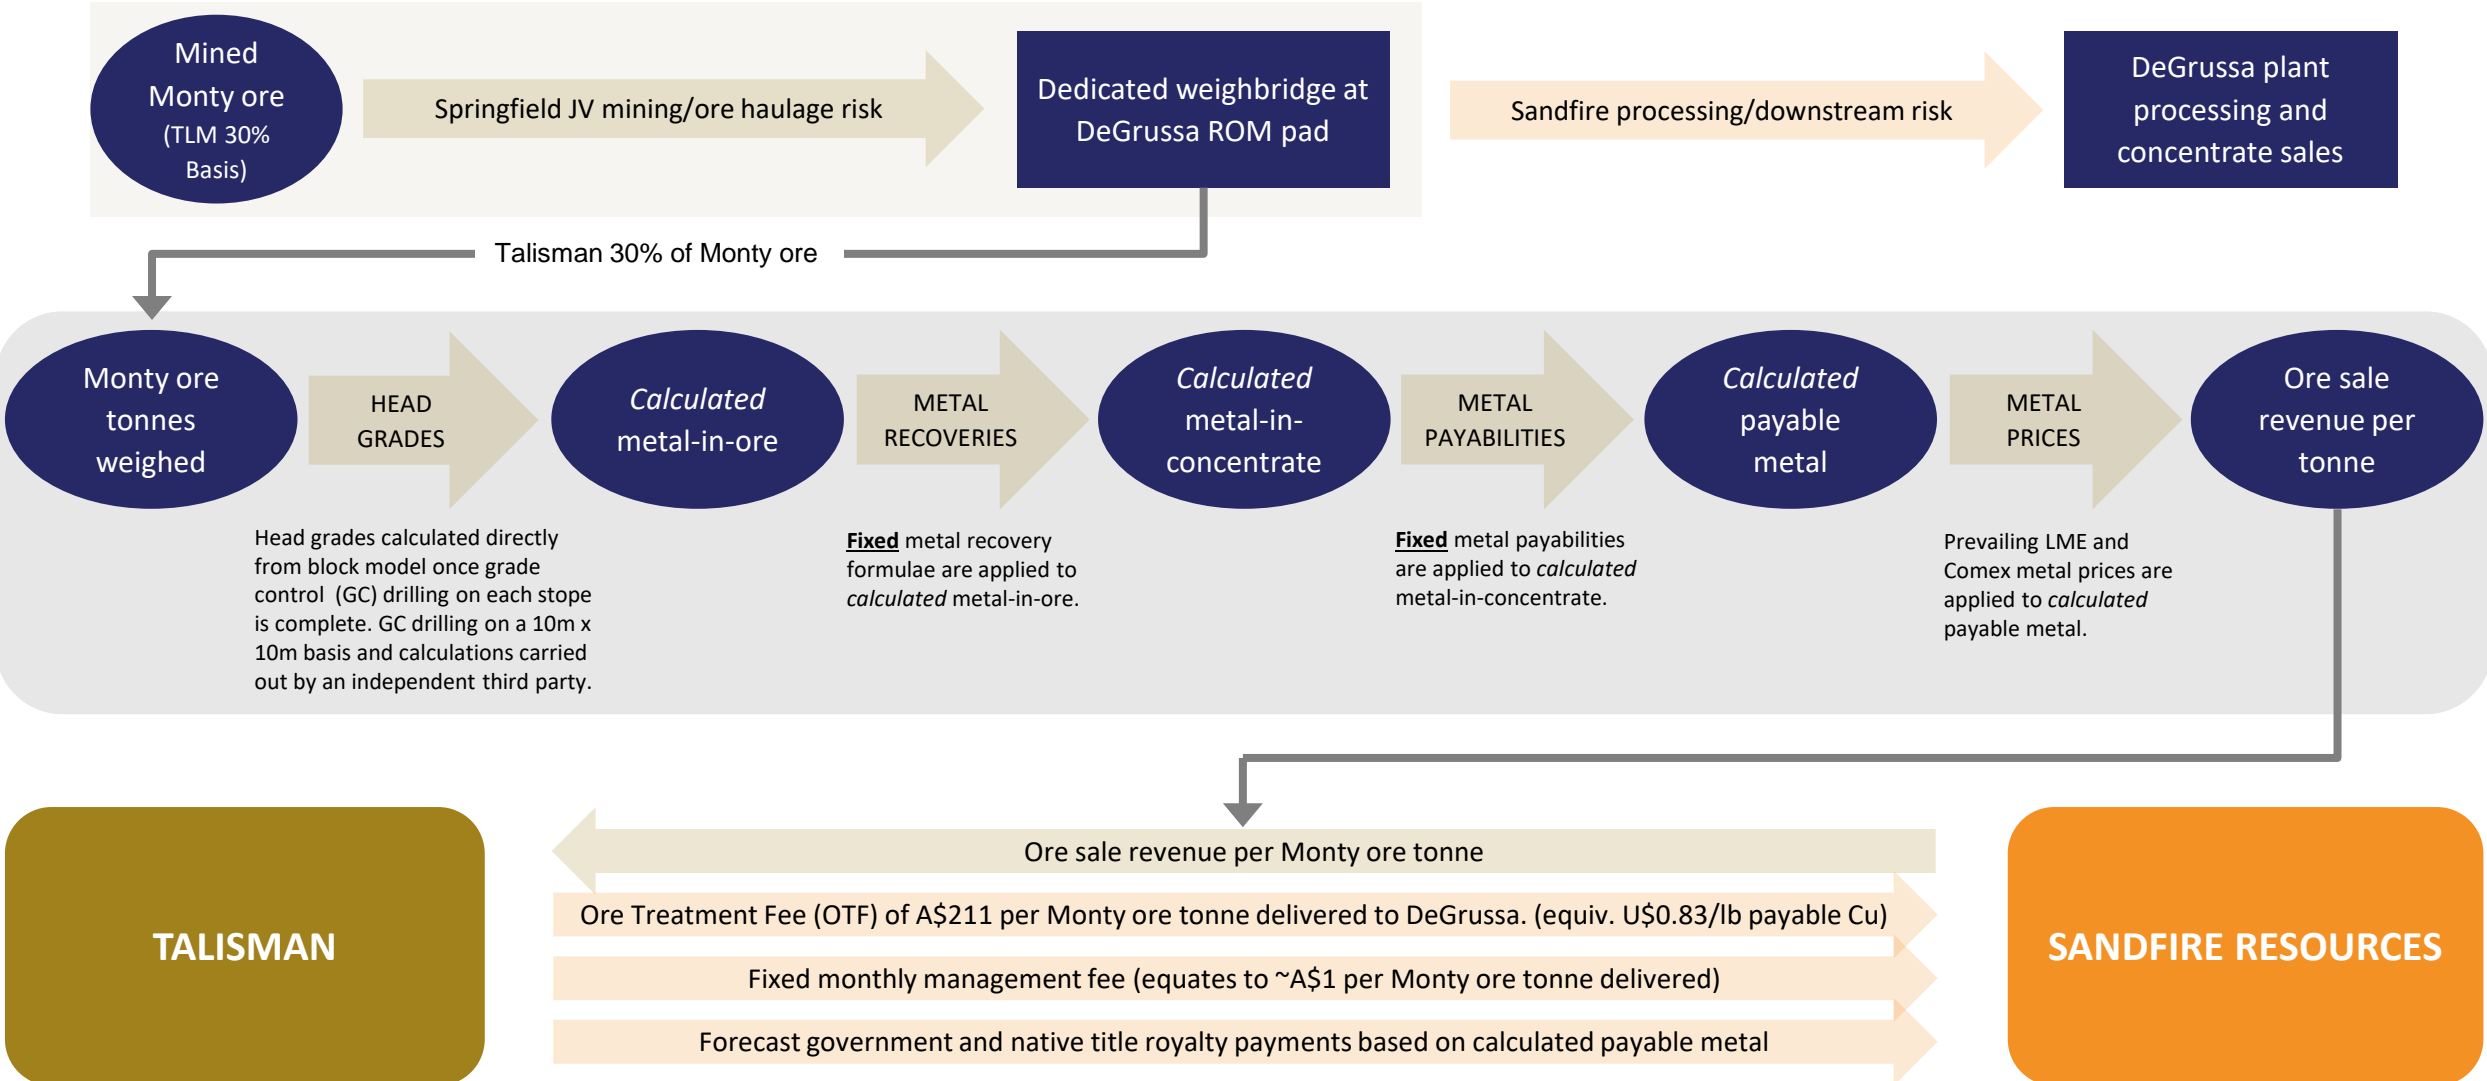 Mined
Monty ore
(TLM 30%
Basis)
Springfield JV mining/ore haulage risk
Dedicated weighbridge at
DeGrussa ROM pad
Sandfire processing/downstream risk
DeGrussa plant
processing and
concentrate sales
Talisman 30% of Monty ore
Monty ore
tonnes
weighed
HEAD
GRADES
Calculated
metal-in-ore
METAL
RECOVERIES
Calculated
metal-in-
concentrate
METAL
PAYABILITIES
Calculated
payable
metal
METAL
PRICES
Ore sale
revenue per
tonne
Head grades calculated directly
from block model once grade
control (GC) drilling on each stope
is complete. GC drilling on a 10m x
10m basis and calculations carried
out by an independent third party.
Fixed metal recovery
formulae are applied to
calculated metal-in-ore.
Fixed metal payabilities
are applied to calculated
metal-in-concentrate.
Prevailing LME and
Comex metal prices are
applied to calculated
payable metal.
TALISMAN
Ore sale revenue per Monty ore tonne
Ore Treatment Fee (OTF) of A$211 per Monty ore tonne delivered to DeGrussa. (equiv. U$0.83/lb payable Cu)
Fixed monthly management fee (equates to ~A$1 per Monty ore tonne delivered)
Forecast government and native title royalty payments based on calculated payable metal
SANDFIRE RESOURCES